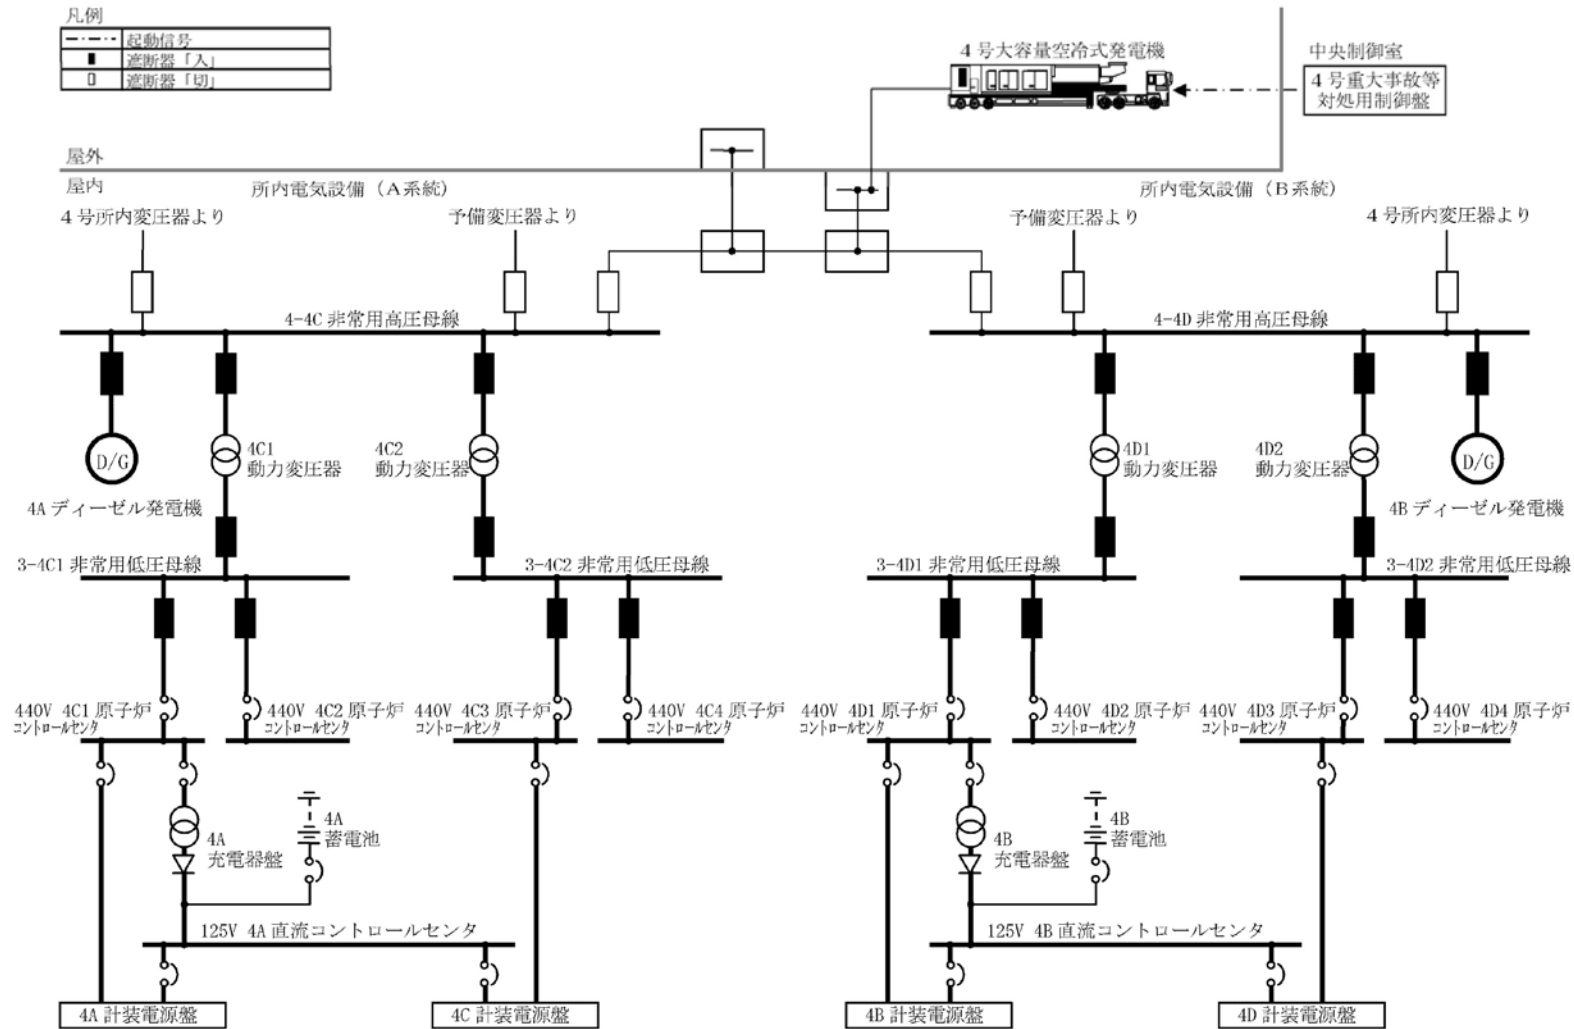 凡例
起動信号
遮断器「入」
遮断器「切」
4号大容量空冷式発電機
中央制御室
4号重大事故等
対処用制御盤
屋外
屋内
所内電気設備（A系統）
所内電気設備（B系統）
4号所内変圧器より
予備変圧器より
予備変圧器より
4号所内変圧器より
4-4C 非常用高圧母線
4-4D 非常用高圧母線
D/G
4C1
動力変圧器
4C2
動力変圧器
4D1
動力変圧器
4D2
動力変圧器
D/G
4A ディーゼル発電機
4B ディーゼル発電機
3-4C1 非常用低圧母線
3-4C2 非常用低圧母線
3-4D1 非常用低圧母線
3-4D2 非常用低圧母線
440V 4C1 原子炉
コントロールセンタ
440V 4C2 原子炉
コントロールセンタ
440V 4C3 原子炉
コントロールセンタ
440V 4C4 原子炉
コントロールセンタ
440V 4D1 原子炉
コントロールセンタ
440V 4D2 原子炉
コントロールセンタ
440V 4D3 原子炉
コントロールセンタ
440V 4D4 原子炉
コントロールセンタ
4A
充電器盤
4A
蓄電池
4B
充電器盤
4B
蓄電池
125V 4A 直流コントロールセンタ
125V 4B 直流コントロールセンタ
4A 計装電源盤
4C 計装電源盤
4B 計装電源盤
4D 計装電源盤